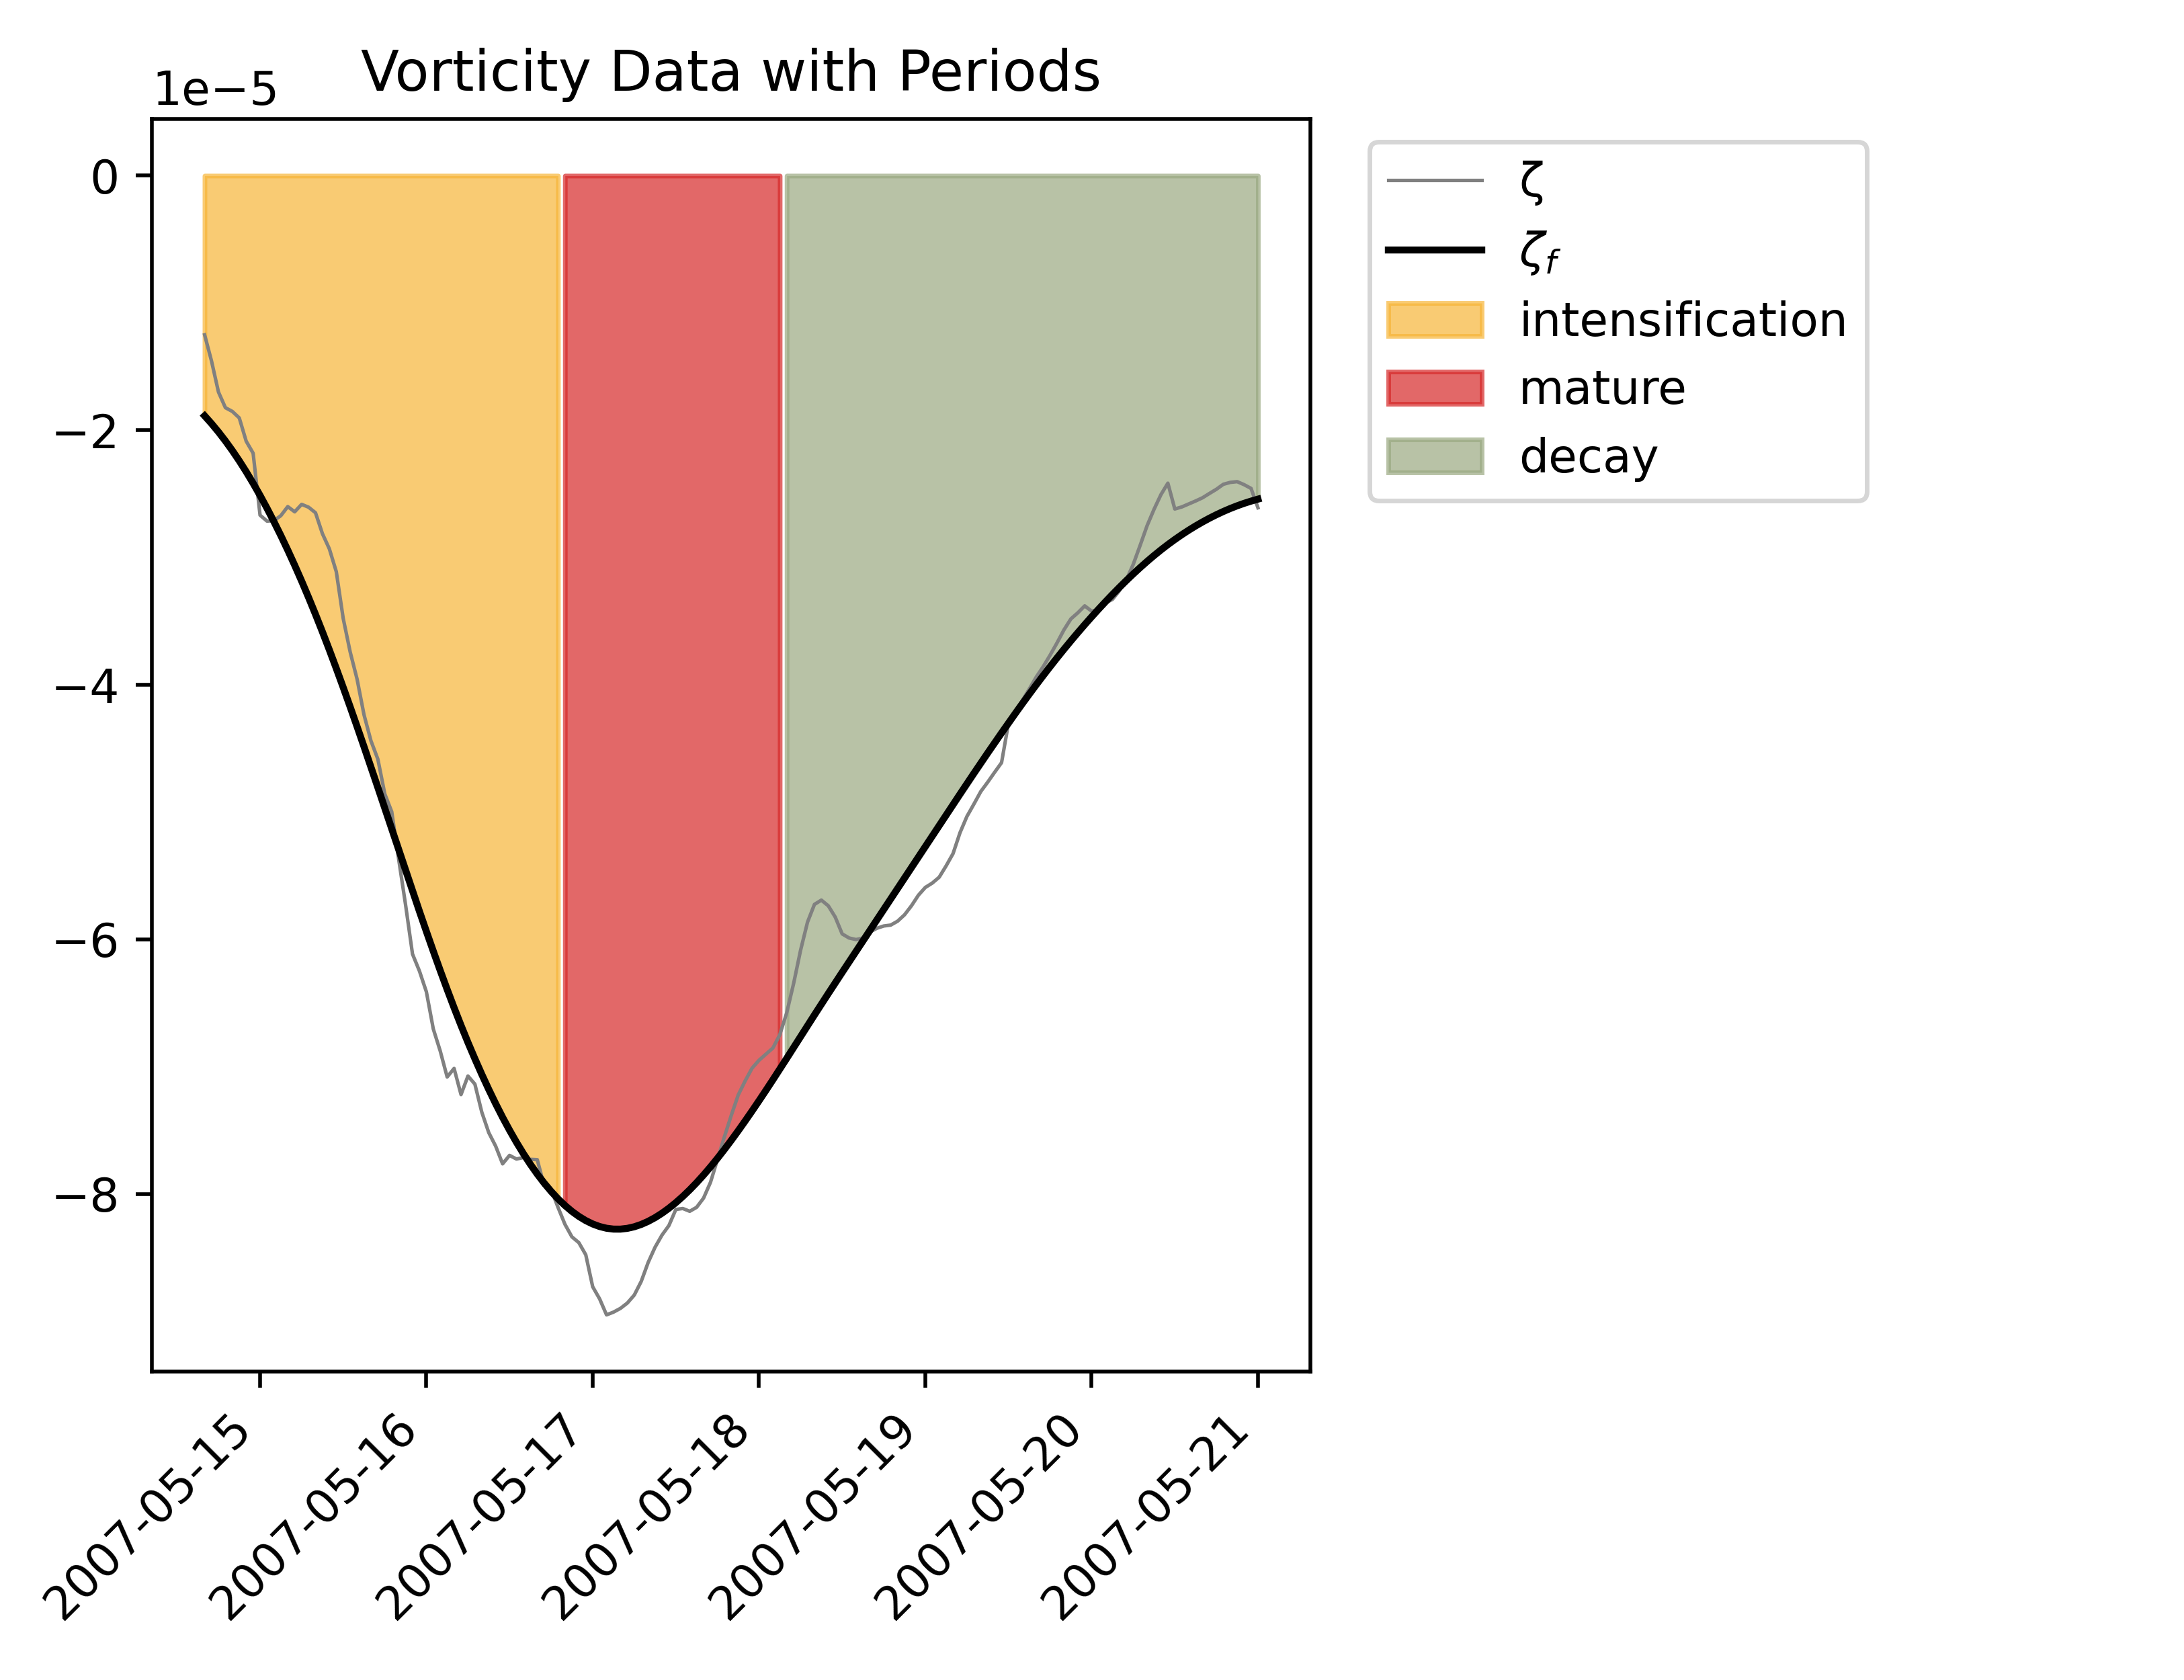 Vorticity Data with Periods
1e−5
0
−2
−4
−6
−8
2007-05-15
2007-05-16
2007-05-17
2007-05-18
2007-05-19
2007-05-20
2007-05-21
ζ
ζf
intensification
mature
decay